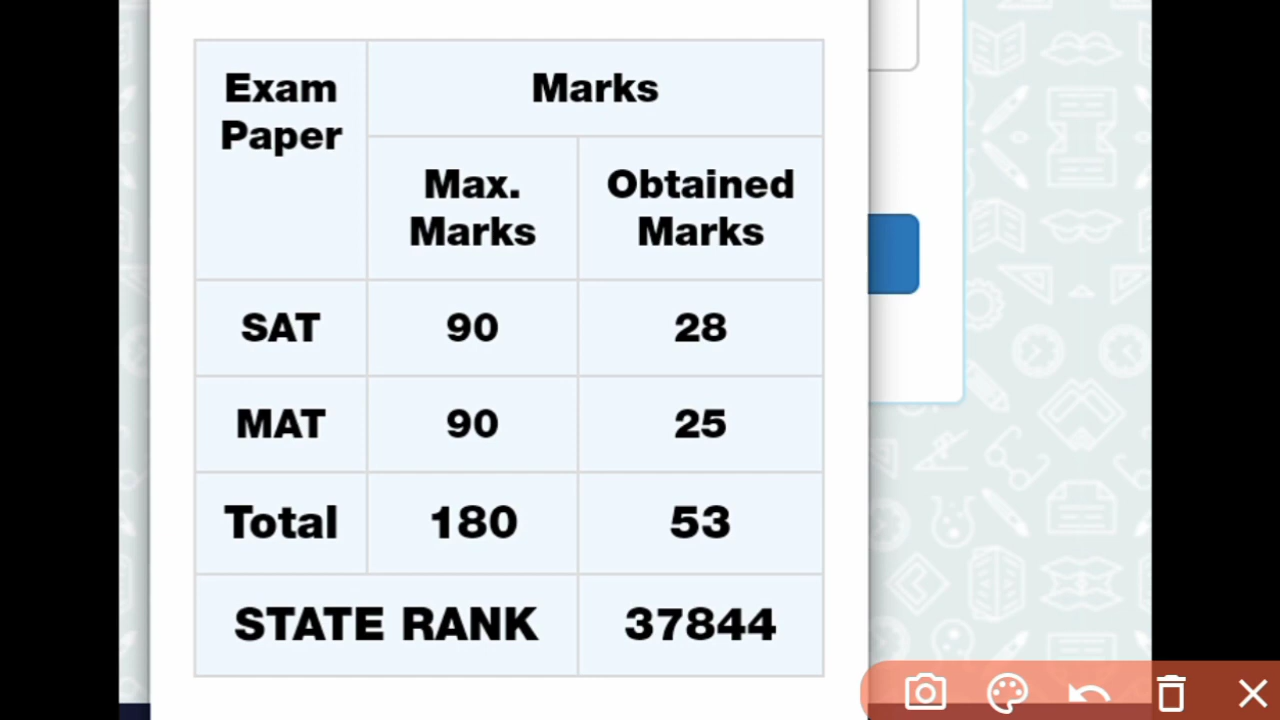 Exam
Paper
Marks
Max.
Marks
Obtained
Marks
SAT 90 28
MAT 90 25
Total 180 53
STATE RANK 37844